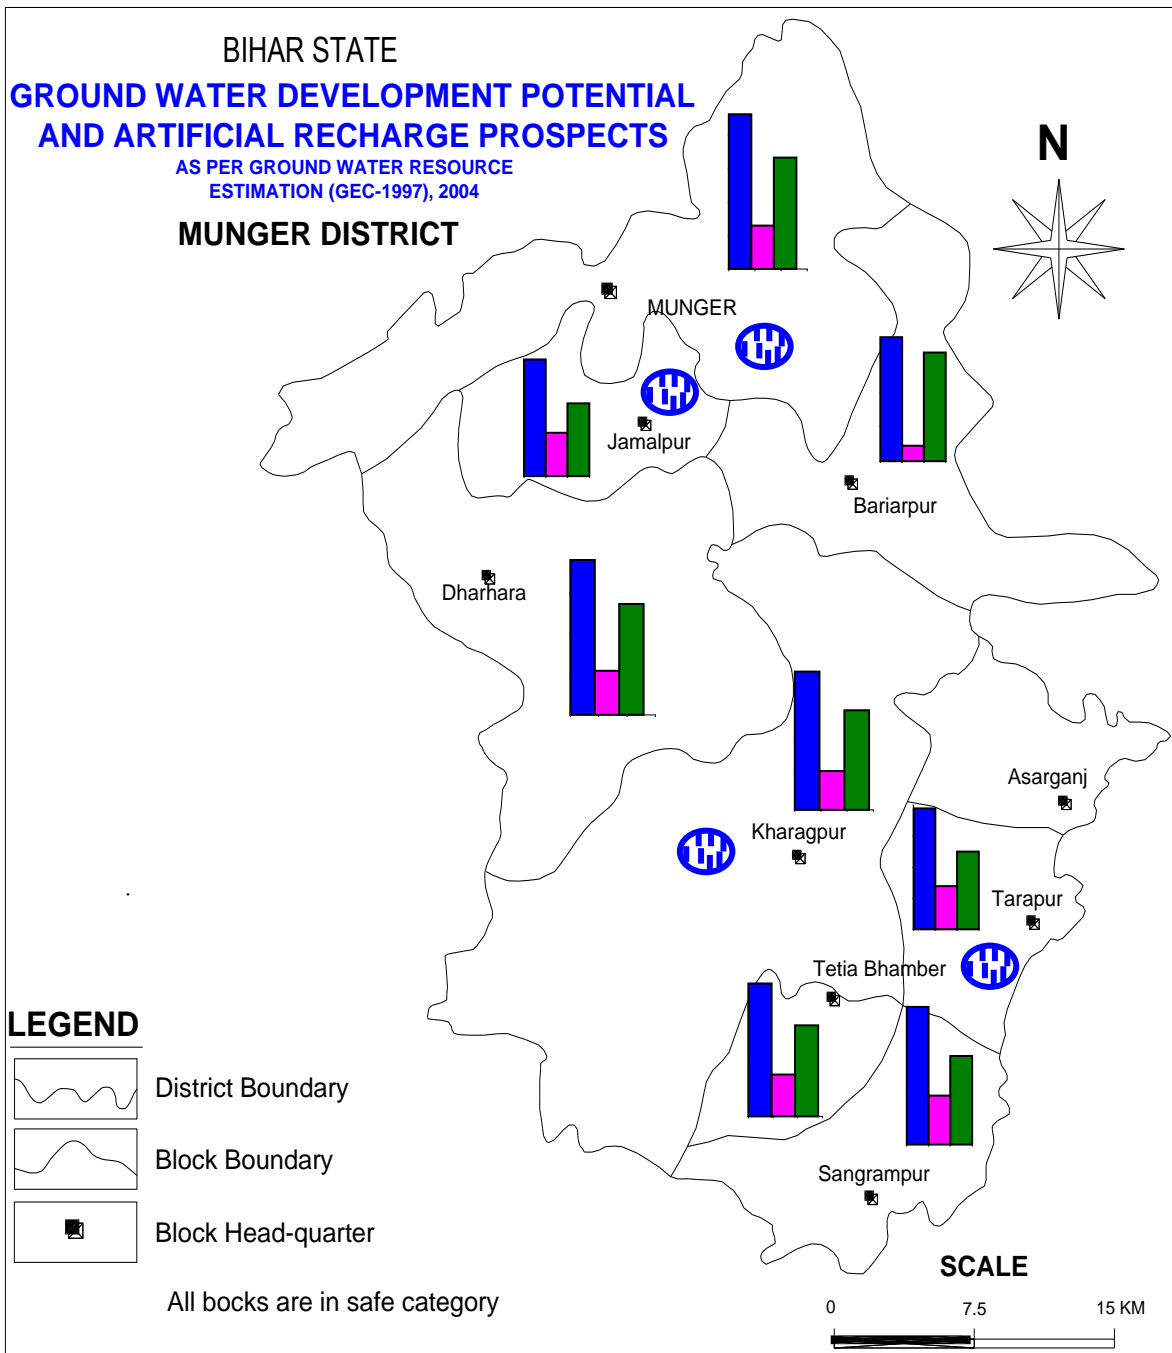 BIHAR STATE
GROUND WATER DEVELOPMENT POTENTIAL
AND ARTIFICIAL RECHARGE PROSPECTS
AS PER GROUND WATER RESOURCE
ESTIMATION (GEC-1997), 2004
MUNGER DISTRICT
N
MUNGER
Jamalpur
Bariarpur
Dharhara
Asarganj
Kharagpur
Tarapur
Tetia Bhamber
Sangrampur
LEGEND
District Boundary
Block Boundary
Block Head-quarter
All bocks are in safe category
SCALE
0 7.5 15 KM